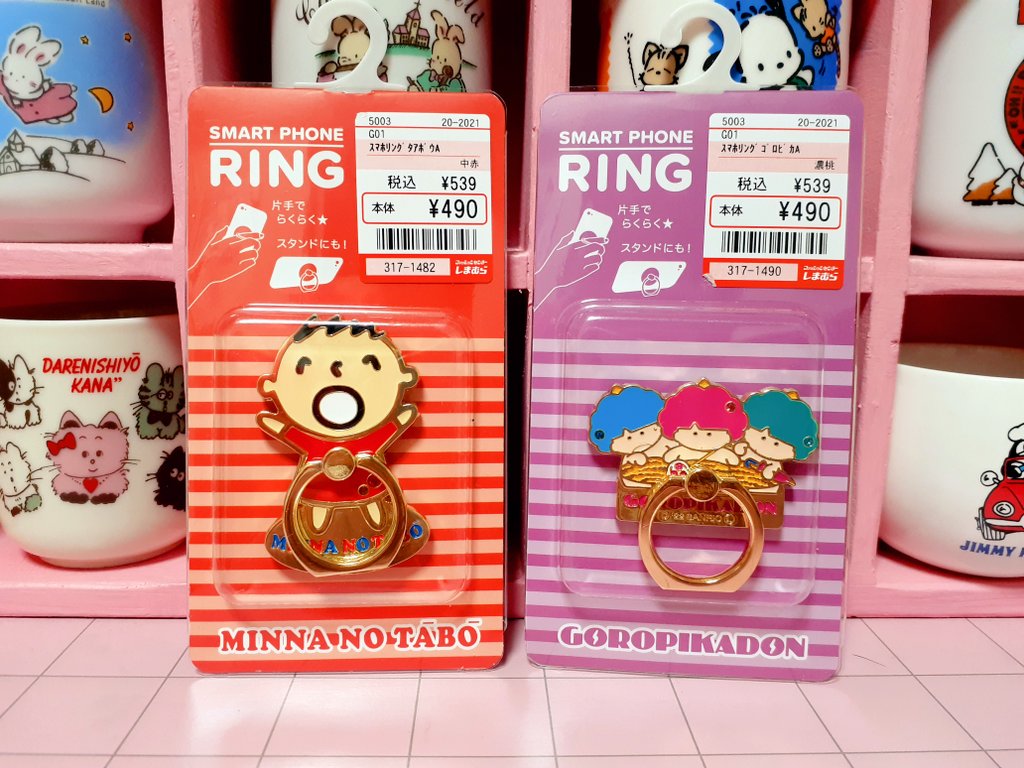 SMART PHONE
RING
片手で
らくらく★
スタンドにも!
5003 20-2021
G01
スマホリング タアボウA
中赤
税込 ¥539
本体 ¥490
317-1482
しまむら
MINNA NO TĀBŌ
SMART PHONE
RING
片手で
らくらく★
スタンドにも!
5003 20-2021
G01
スマホリング ゴロピカA
濃桃
税込 ¥539
本体 ¥490
317-1490
しまむら
GOROPIKADON
GOROPIKADON
DARENISHIYŌ
KANA"
JIMMY